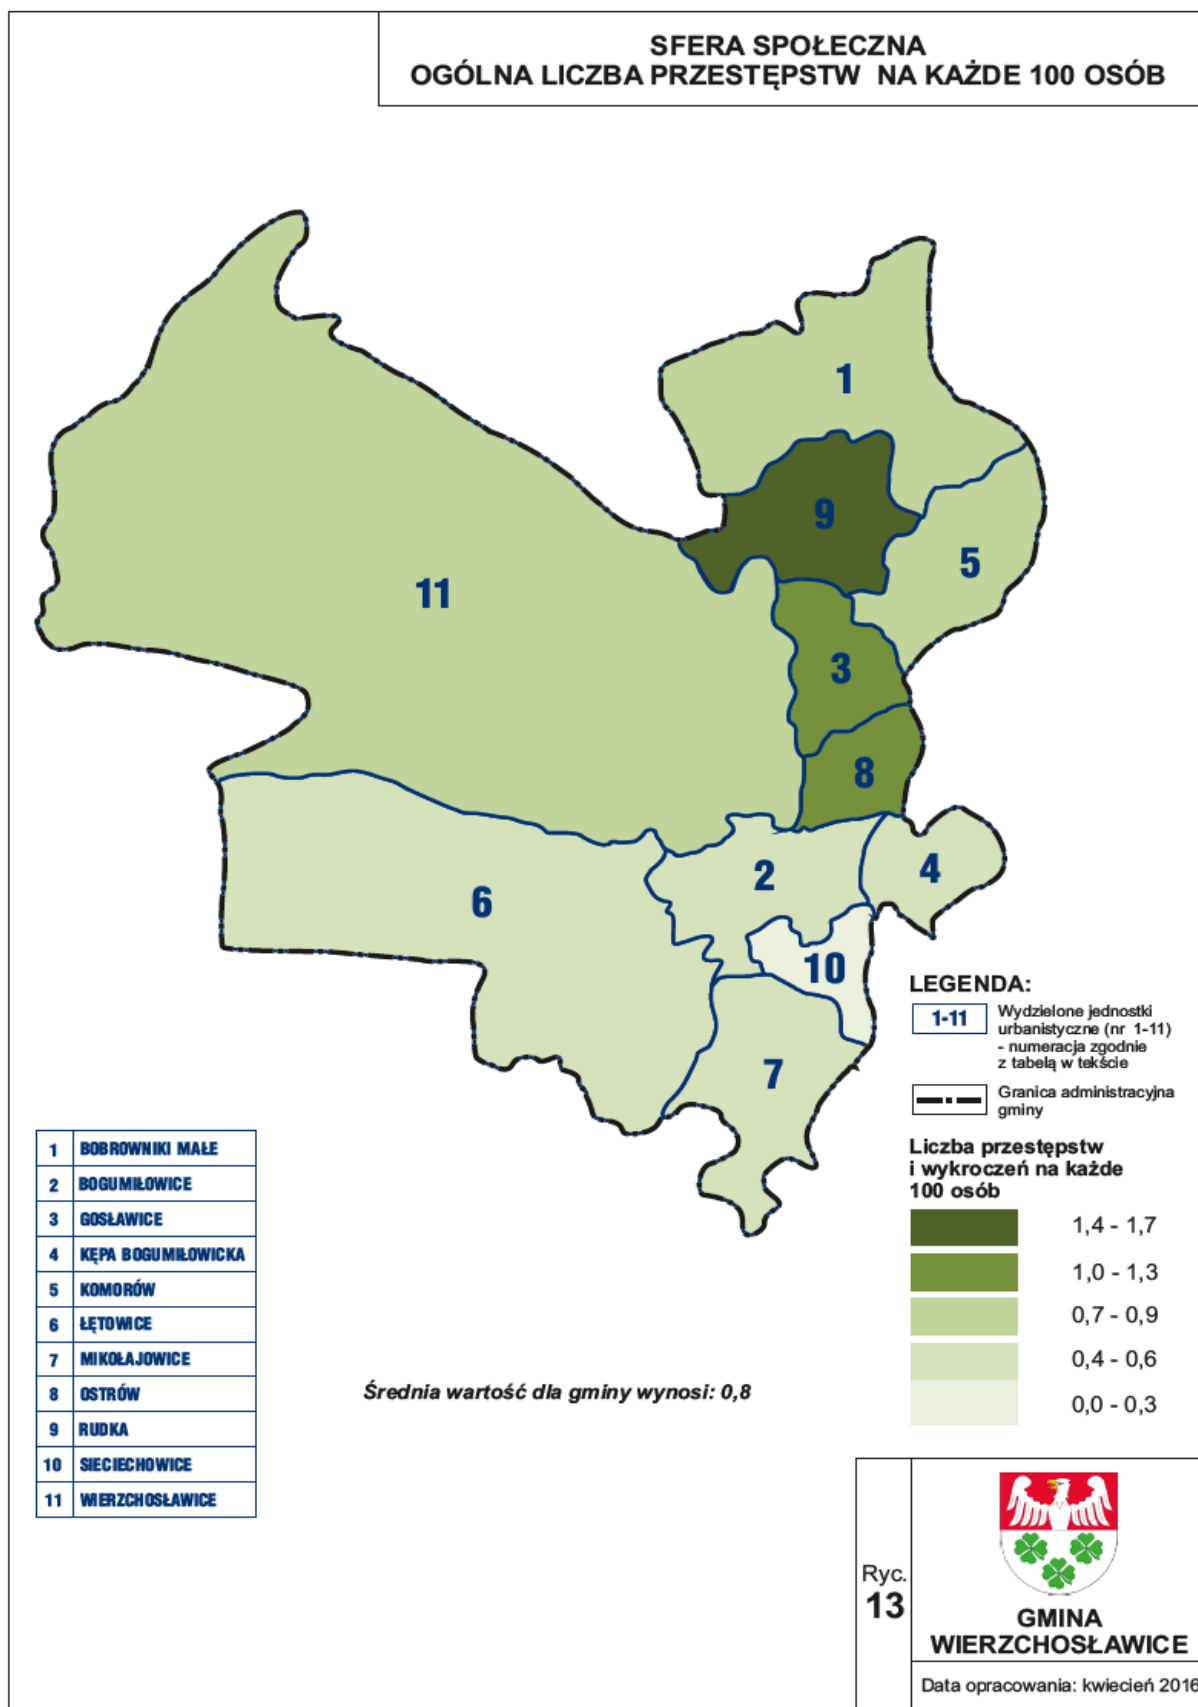 SFERA SPOŁECZNA
OGÓLNA LICZBA PRZESTĘPSTW NA KAŻDE 100 OSÓB
1
9
5
11
3
8
2
4
6
10
7
LEGENDA:
1-11
Wydzielone jednostki
urbanistyczne (nr 1-11)
- numeracja zgodnie
z tabelą w tekście
Granica administracyjna
gminy
Liczba przestępstw
i wykroczeń na każde
100 osób
1,4 - 1,7
1,0 - 1,3
0,7 - 0,9
0,4 - 0,6
0,0 - 0,3
1 BOBROWNIKI MAŁE
2 BOGUMIŁOWICE
3 GOSŁAWICE
4 KĘPA BOGUMIŁOWICKA
5 KOMORÓW
6 ŁĘTOWICE
7 MIKOŁAJOWICE
8 OSTRÓW
9 RUDKA
10 SIECIECHOWICE
11 WIERZCHOSŁAWICE
Średnia wartość dla gminy wynosi: 0,8
Ryc.
13
GMINA
WIERZCHOSŁAWICE
Data opracowania: kwiecień 2016